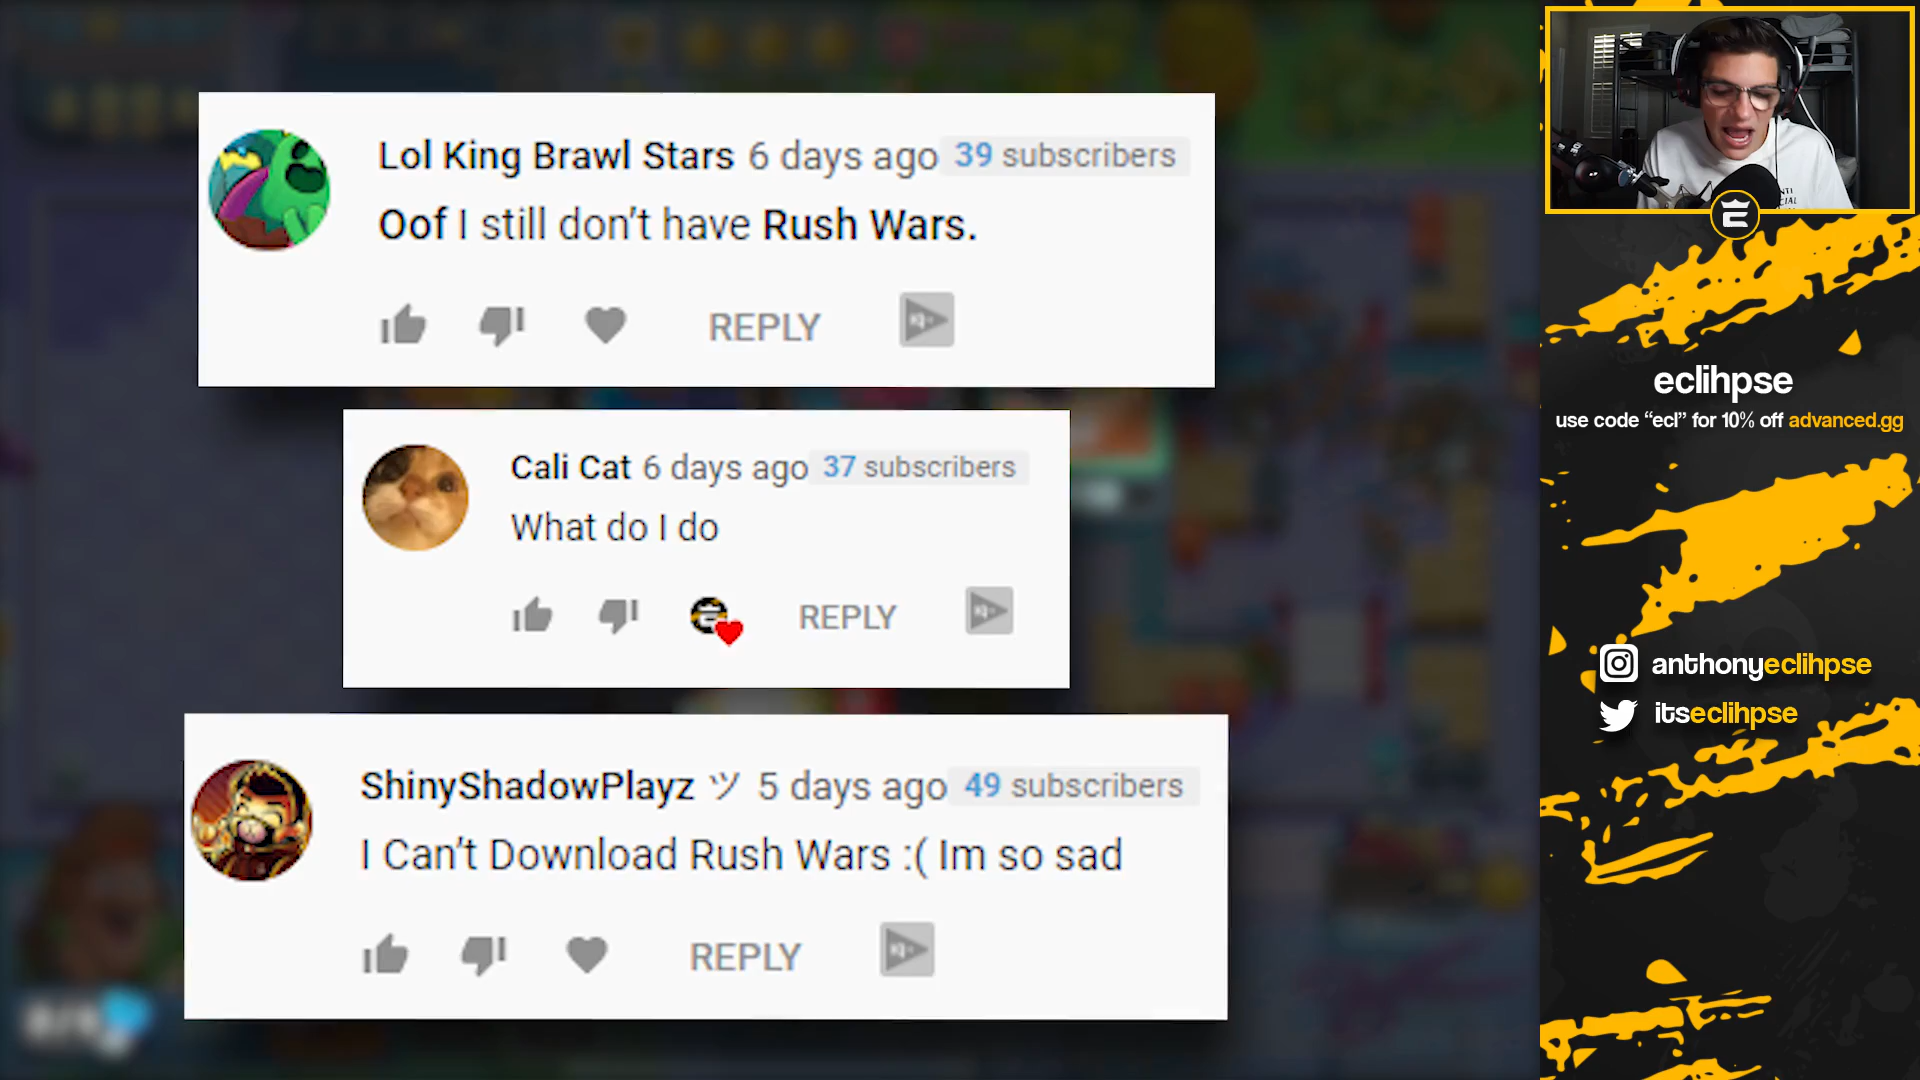 Lol King Brawl Stars 6 days ago 39 subscribers
Oof I still don't have Rush Wars.
REPLY
Cali Cat 6 days ago 37 subscribers
What do I do
REPLY
ShinyShadowPlayz ツ 5 days ago 49 subscribers
I Can't Download Rush Wars :( Im so sad
REPLY
eclihpse
use code “ecl” for 10% off advanced.gg
anthonyeclihpse
itseclihpse